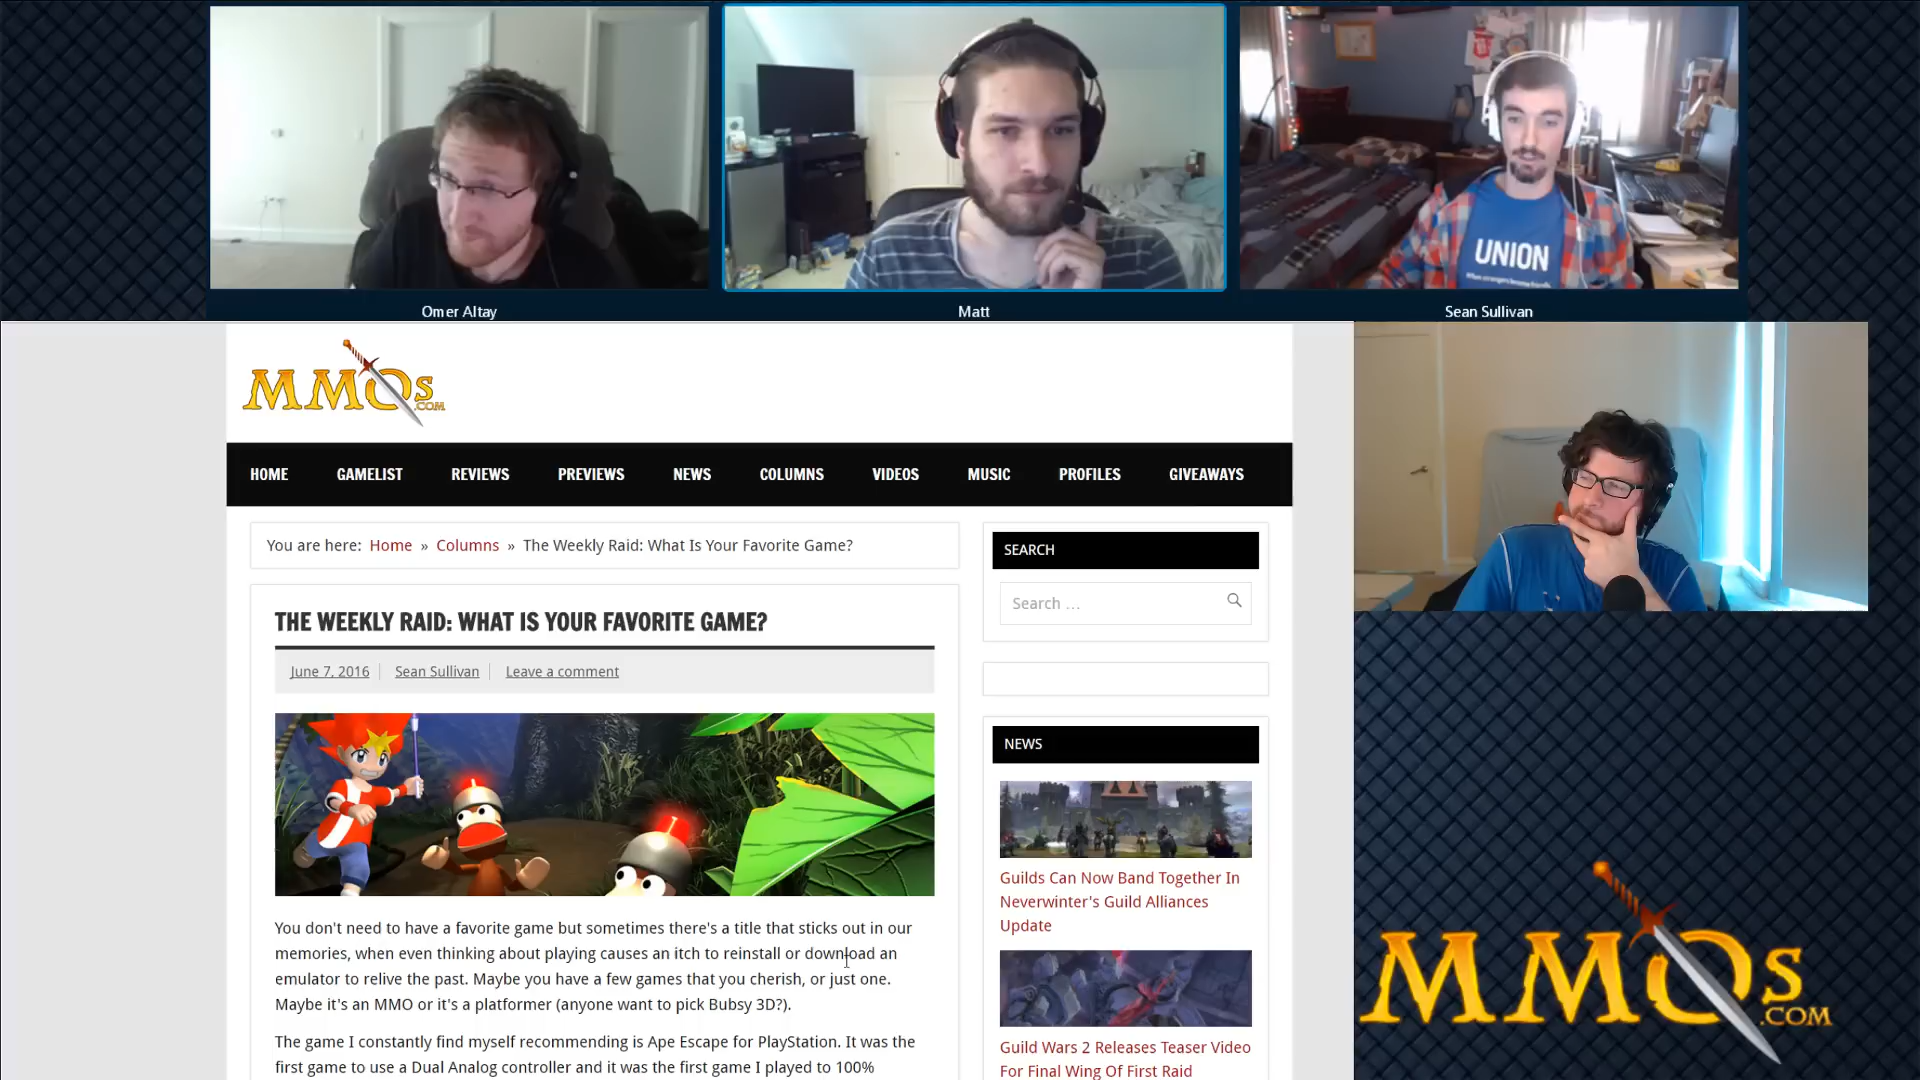 UNION
Omer Altay
Matt
Sean Sullivan
MMOs
.COM
HOME GAMELIST REVIEWS PREVIEWS NEWS COLUMNS VIDEOS MUSIC PROFILES GIVEAWAYS
You are here: Home » Columns » The Weekly Raid: What Is Your Favorite Game?
THE WEEKLY RAID: WHAT IS YOUR FAVORITE GAME?
June 7, 2016 Sean Sullivan Leave a comment
You don't need to have a favorite game but sometimes there's a title that sticks out in our
memories, when even thinking about playing causes an itch to reinstall or download an
emulator to relive the past. Maybe you have a few games that you cherish, or just one.
Maybe it's an MMO or it's a platformer (anyone want to pick Bubsy 3D?).
The game I constantly find myself recommending is Ape Escape for PlayStation. It was the
first game to use a Dual Analog controller and it was the first game I played to 100%
SEARCH
Search …
NEWS
Guilds Can Now Band Together In
Neverwinter's Guild Alliances
Update
Guild Wars 2 Releases Teaser Video
For Final Wing Of First Raid
MMOs
.COM